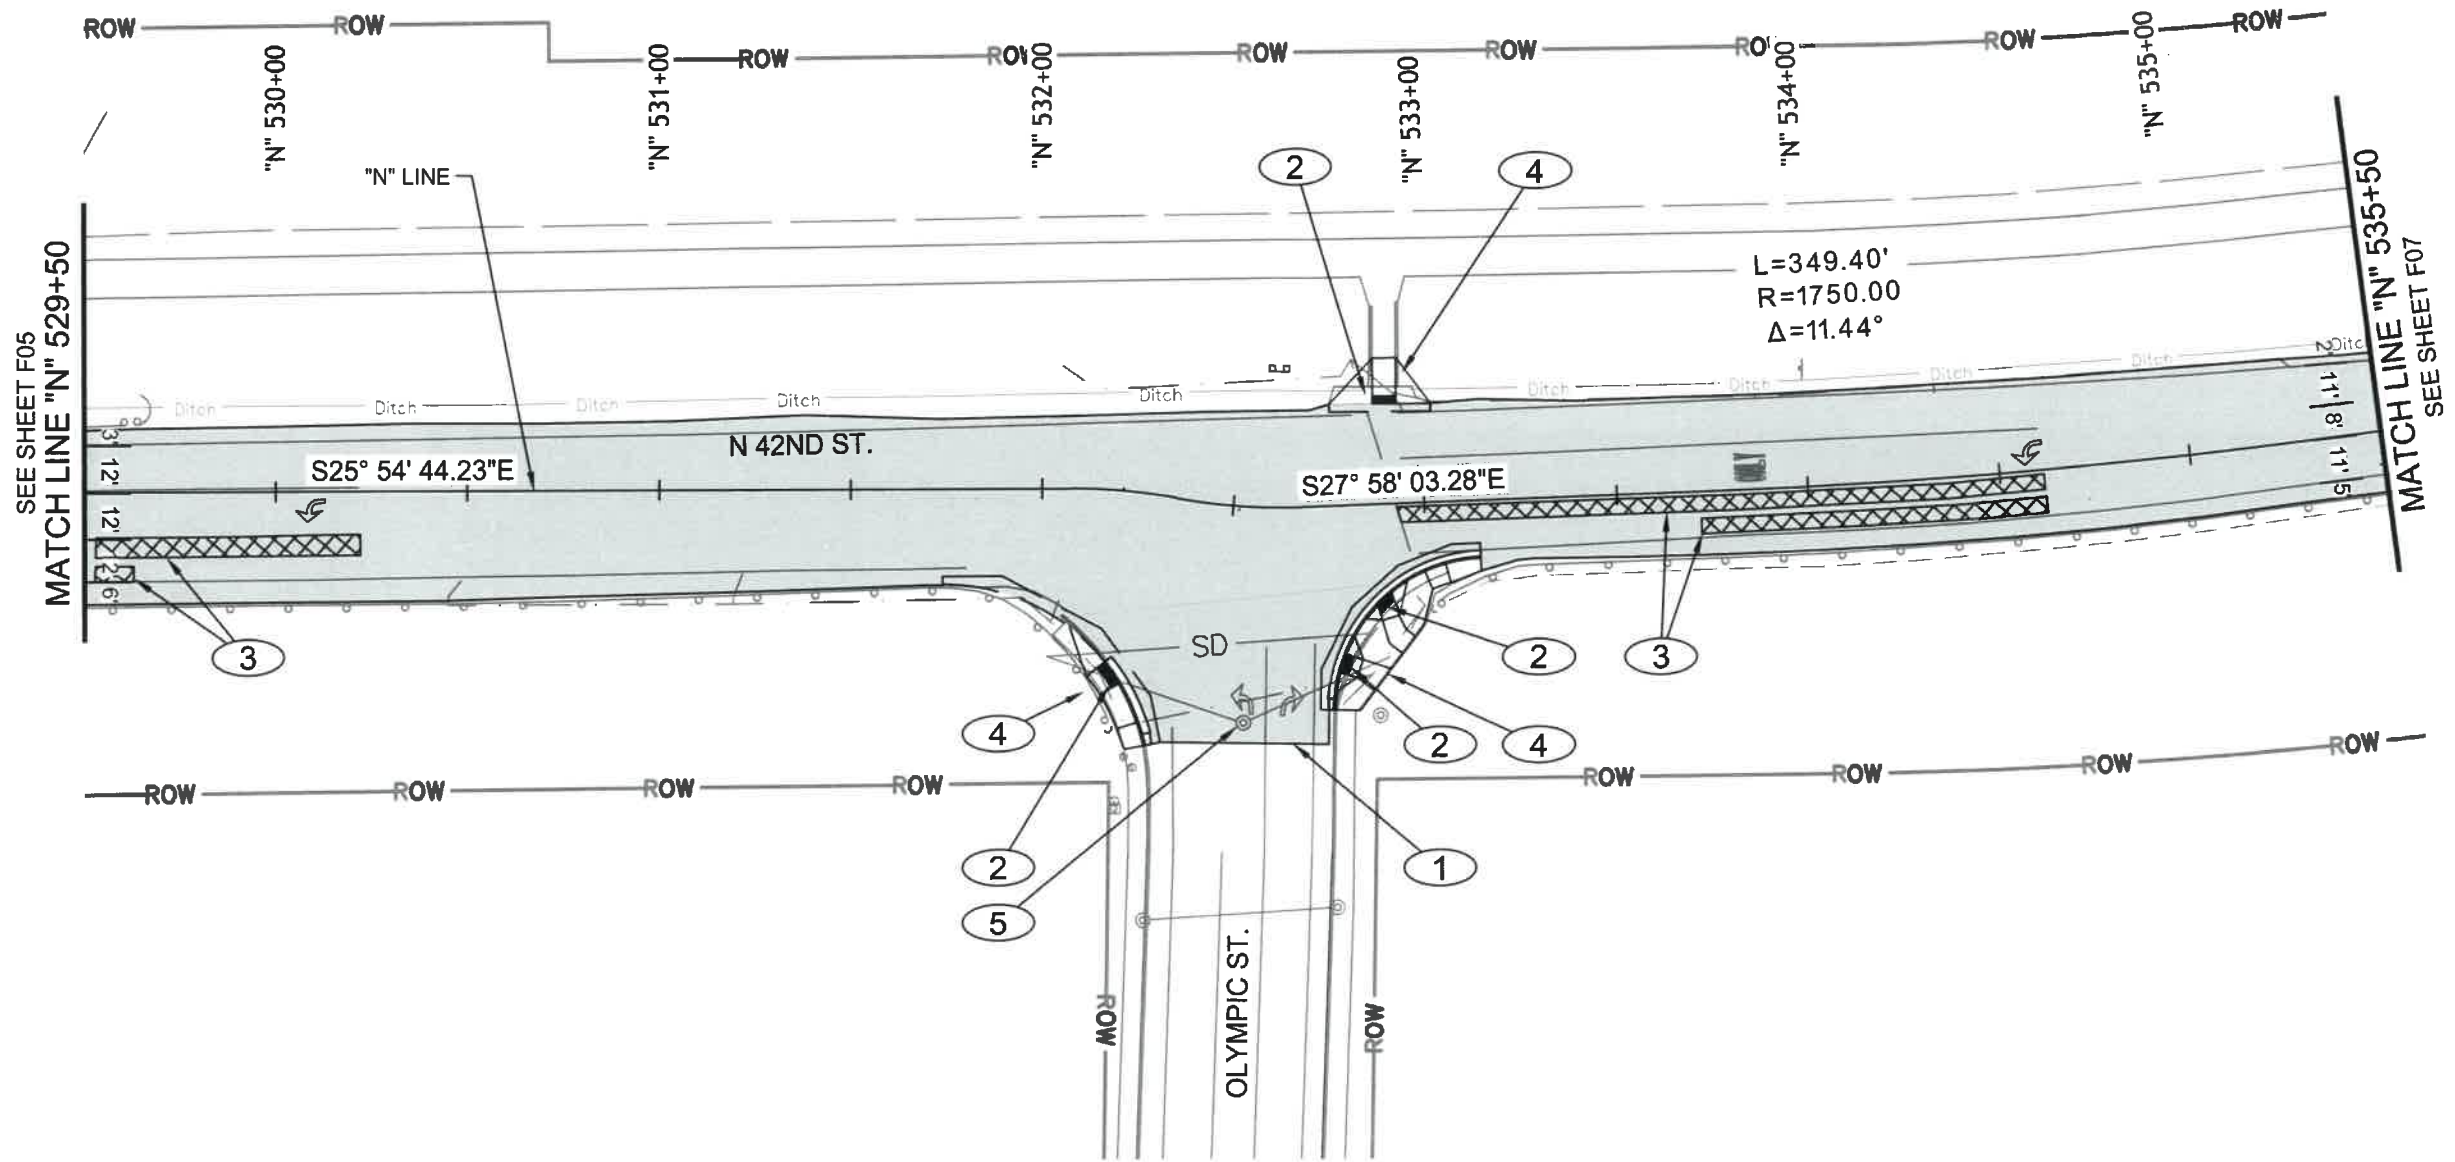 ROW ROW ROW ROW ROW ROW ROW ROW
"N" 530+00
"N" 531+00
"N" 532+00
"N" 533+00
"N" 534+00
"N" 535+00
"N" LINE
2
4
SEE SHEET F05
MATCH LINE "N" 529+50
MATCH LINE "N" 535+50
SEE SHEET F07
L=349.40'
R=1750.00
Δ=11.44°
Ditch Ditch Ditch Ditch Ditch Ditch Ditch Ditch Ditch Ditc
3'
12'
12'
2'
6'
2'
11'
8'
11'
5'
N 42ND ST.
S25° 54' 44.23"E
S27° 58' 03.28"E
ONLY
SD
3
2
3
4
2
4
ROW ROW ROW ROW ROW ROW ROW ROW
2
1
5
OLYMPIC ST.
ROW
ROW